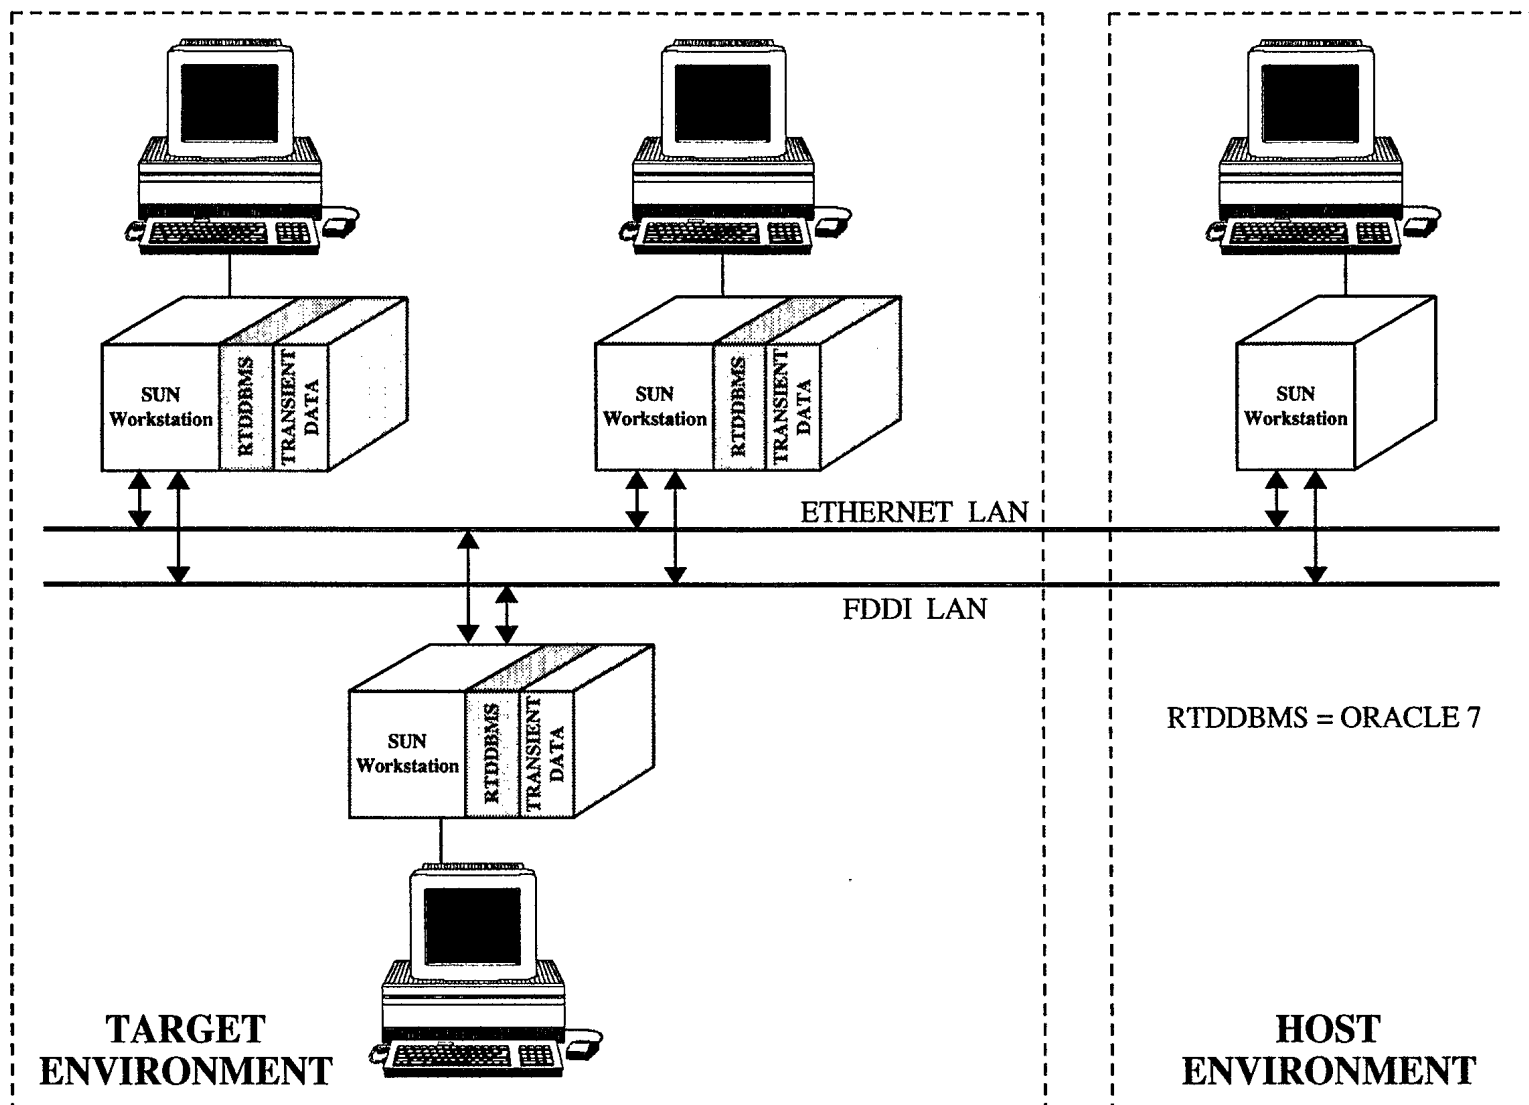 SUN
Workstation
RTDDBMS
TRANSIENT
DATA
SUN
Workstation
RTDDBMS
TRANSIENT
DATA
SUN
Workstation
ETHERNET LAN
FDDI LAN
SUN
Workstation
RTDDBMS
TRANSIENT
DATA
RTDDBMS = ORACLE 7
TARGET
ENVIRONMENT
HOST
ENVIRONMENT